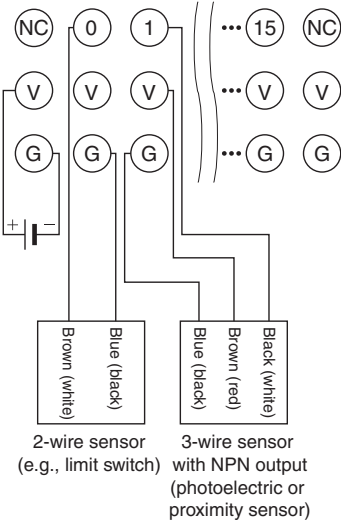 NC 0 1 ••• 15 NC
V V V ••• V V
G G G ••• G G
+ −
Brown (white)
Blue (black)
Blue (black)
Brown (red)
Black (white)
2-wire sensor
(e.g., limit switch)
3-wire sensor
with NPN output
(photoelectric or
proximity sensor)